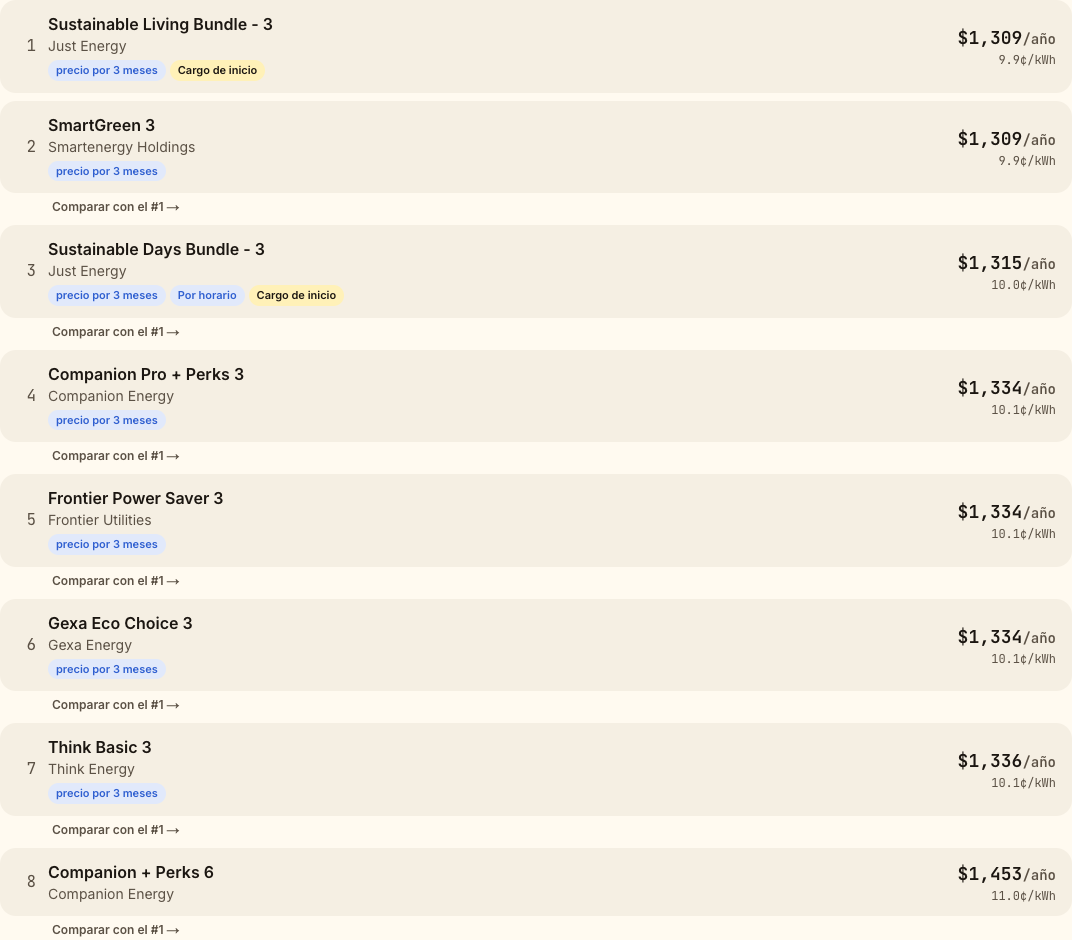 Sustainable Living Bundle - 3
1
Just Energy
precio por 3 meses Cargo de inicio
$1,309/año
9.9¢/kWh
SmartGreen 3
2
Smartenergy Holdings
precio por 3 meses
$1,309/año
9.9¢/kWh
Comparar con el #1→
Sustainable Days Bundle - 3
3
Just Energy
precio por 3 meses Por horario Cargo de inicio
$1,315/año
10.0¢/kWh
Comparar con el #1→
Companion Pro + Perks 3
4
Companion Energy
precio por 3 meses
$1,334/año
10.1¢/kWh
Comparar con el #1→
Frontier Power Saver 3
5
Frontier Utilities
precio por 3 meses
$1,334/año
10.1¢/kWh
Comparar con el #1→
Gexa Eco Choice 3
6
Gexa Energy
precio por 3 meses
$1,334/año
10.1¢/kWh
Comparar con el #1→
Think Basic 3
7
Think Energy
precio por 3 meses
$1,336/año
10.1¢/kWh
Comparar con el #1→
Companion + Perks 6
8
Companion Energy
$1,453/año
11.0¢/kWh
Comparar con el #1→